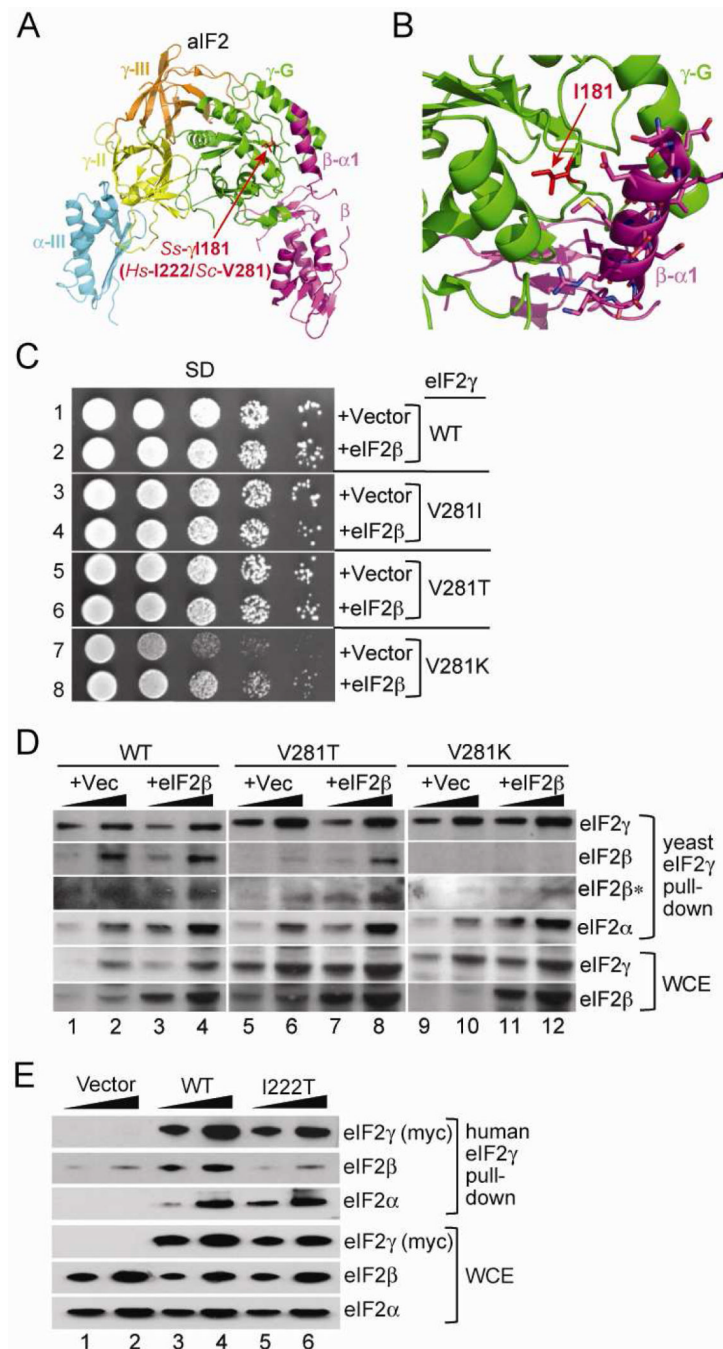 A
aIF2
γ-III
γ-G
γ-II
β-α1
α-III
β
Ss-γI181
(Hs-I222/Sc-V281)
B
γ-G
I181
β-α1
C
SD
eIF2γ
1 +Vector
2 +eIF2β
WT
3 +Vector
4 +eIF2β
V281I
5 +Vector
6 +eIF2β
V281T
7 +Vector
8 +eIF2β
V281K
D
WT V281T V281K
+Vec +eIF2β +Vec +eIF2β +Vec +eIF2β
eIF2γ
eIF2β
eIF2β*
eIF2α
yeast
eIF2γ
pull-
down
eIF2γ
eIF2β
WCE
1 2 3 4 5 6 7 8 9 10 11 12
E
Vector WT I222T
eIF2γ (myc)
eIF2β
eIF2α
human
eIF2γ
pull-
down
eIF2γ (myc)
eIF2β
eIF2α
WCE
1 2 3 4 5 6